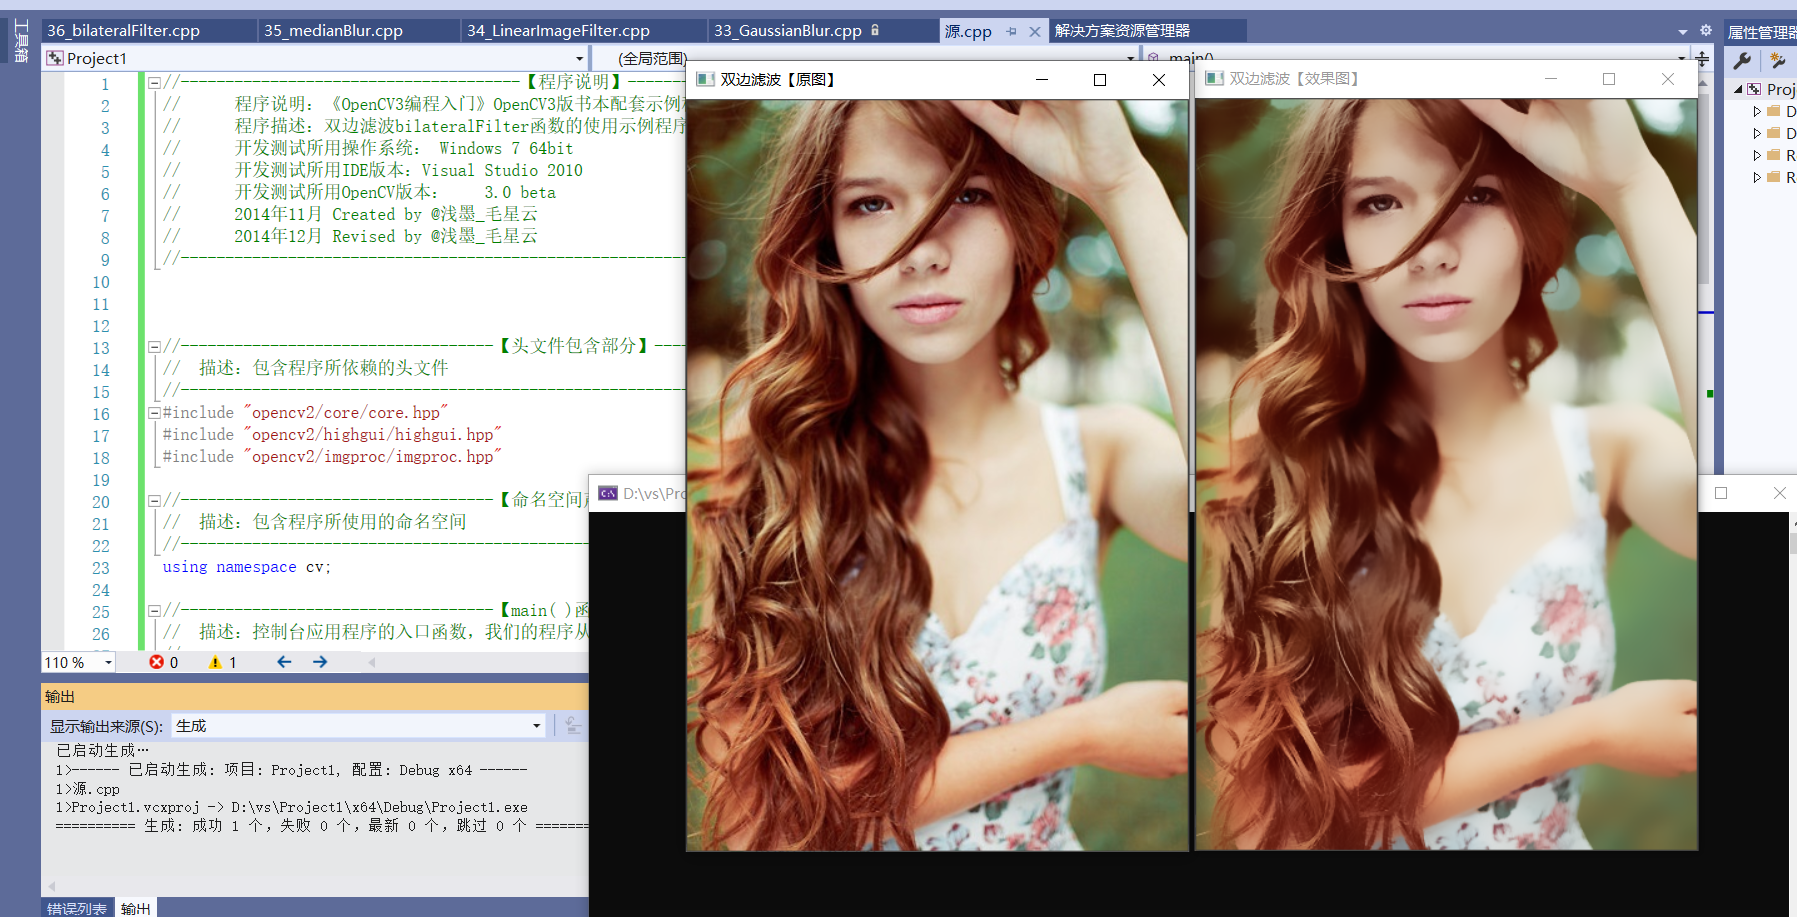 工具箱
36_bilateralFilter.cpp
35_medianBlur.cpp
34_LinearImageFilter.cpp
33_GaussianBlur.cpp
源.cpp
解决方案资源管理器
属性管理器
Project1
(全局范围)
main()
双边滤波【原图】
双边滤波【效果图】
Proj
D
D
R
R
1 //--------------------------------------【程序说明】-------
2 //      程序说明：《OpenCV3编程入门》OpenCV3版书本配套示例程
3 //      程序描述：双边滤波bilateralFilter函数的使用示例程序
4 //      开发测试所用操作系统： Windows 7 64bit
5 //      开发测试所用IDE版本：Visual Studio 2010
6 //      开发测试所用OpenCV版本：   3.0 beta
7 //      2014年11月 Created by @浅墨_毛星云
8 //      2014年12月 Revised by @浅墨_毛星云
9 //---------------------------------------------------------
10
11
12
13 //-----------------------------------【头文件包含部分】----
14 //  描述：包含程序所依赖的头文件
15 //---------------------------------------------------------
16 #include "opencv2/core/core.hpp"
17 #include "opencv2/highgui/highgui.hpp"
18 #include "opencv2/imgproc/imgproc.hpp"
19
20 //-----------------------------------【命名空间
21 //  描述：包含程序所使用的命名空间
22 //----------------------------------------------
23 using namespace cv;
24
25 //-----------------------------------【main( )函
26 //  描述：控制台应用程序的入口函数，我们的程序从
D:\vs\Pro
110 %
0
1
输出
显示输出来源(S):
生成
已启动生成…
1>------ 已启动生成: 项目: Project1, 配置: Debug x64 ------
1>源.cpp
1>Project1.vcxproj -> D:\vs\Project1\x64\Debug\Project1.exe
========== 生成: 成功 1 个，失败 0 个，最新 0 个，跳过 0 个 =======
错误列表
输出